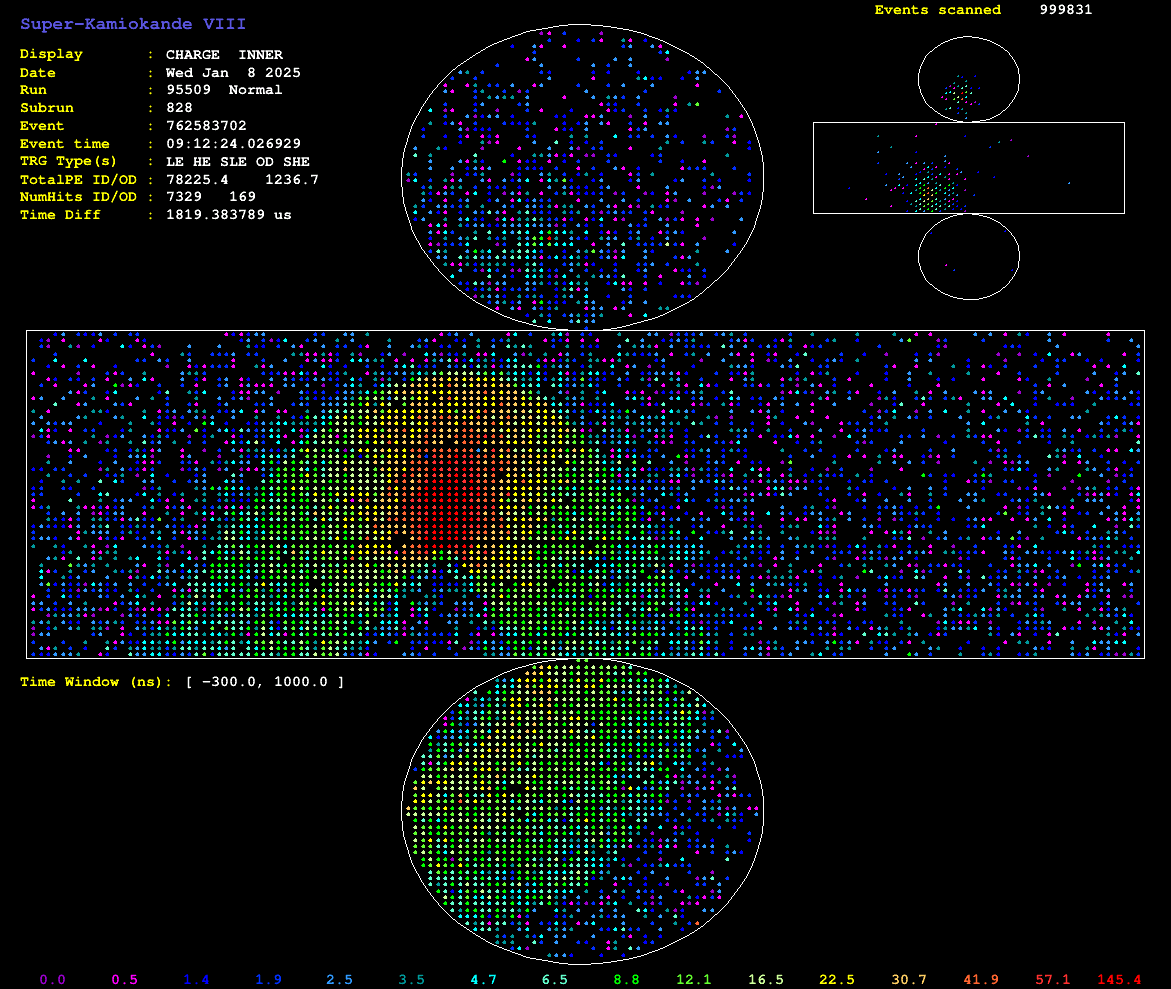 Super-Kamiokande VIII
Events scanned 999831
Display : CHARGE INNER
Date : Wed Jan 8 2025
Run : 95509 Normal
Subrun : 828
Event : 762583702
Event time : 09:12:24.026929
TRG Type(s) : LE HE SLE OD SHE
TotalPE ID/OD : 78225.4 1236.7
NumHits ID/OD : 7329 169
Time Diff : 1819.383789 us
Time Window (ns): [ -300.0, 1000.0 ]
0.0 0.5 1.4 1.9 2.5 3.5 4.7 6.5 8.8 12.1 16.5 22.5 30.7 41.9 57.1 145.4